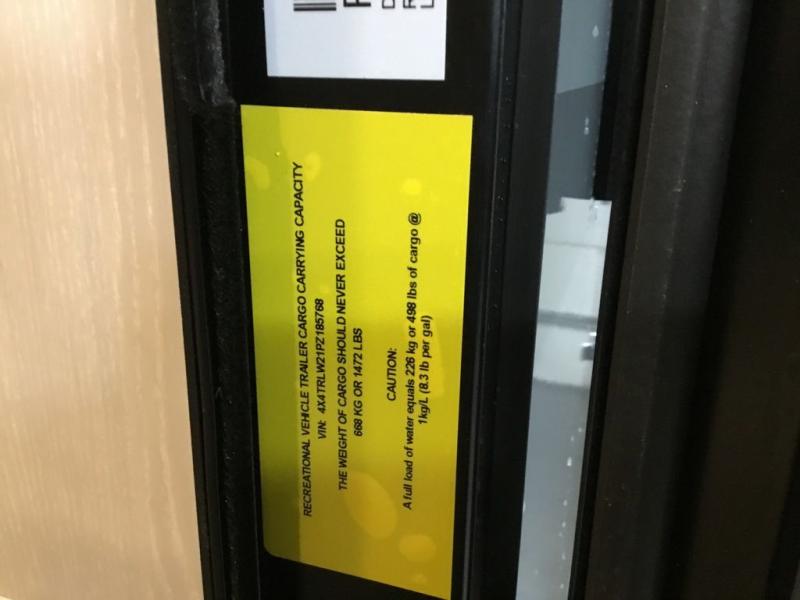 RECREATIONAL VEHICLE TRAILER CARGO CARRYING CAPACITY
VIN: 4X4TRLW21PZ185768
THE WEIGHT OF CARGO SHOULD NEVER EXCEED
668 KG OR 1472 LBS
CAUTION:
A full load of water equals 226 kg or 498 lbs of cargo @
1kg/L (8.3 lb per gal)